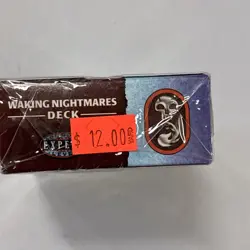 WAKING NIGHTMARES
DECK
$ 12.00